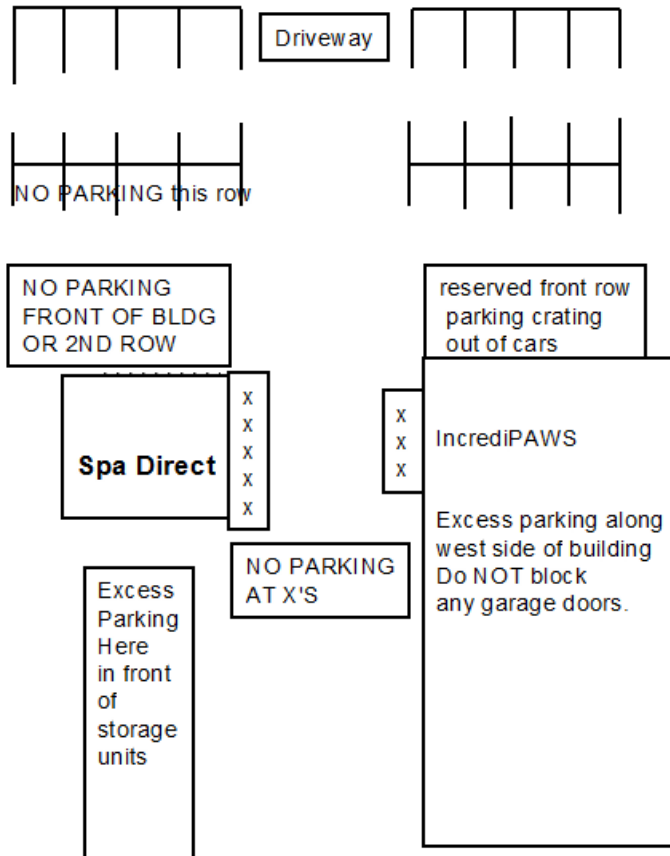 Driveway
NO PARKING this row
NO PARKING
FRONT OF BLDG
OR 2ND ROW
reserved front row
parking crating
out of cars
X
X
X
X
X
Spa Direct
X
X
X
IncrediPAWS
Excess parking along
west side of building
Do NOT block
any garage doors.
NO PARKING
AT X'S
Excess
Parking
Here
in front
of
storage
units